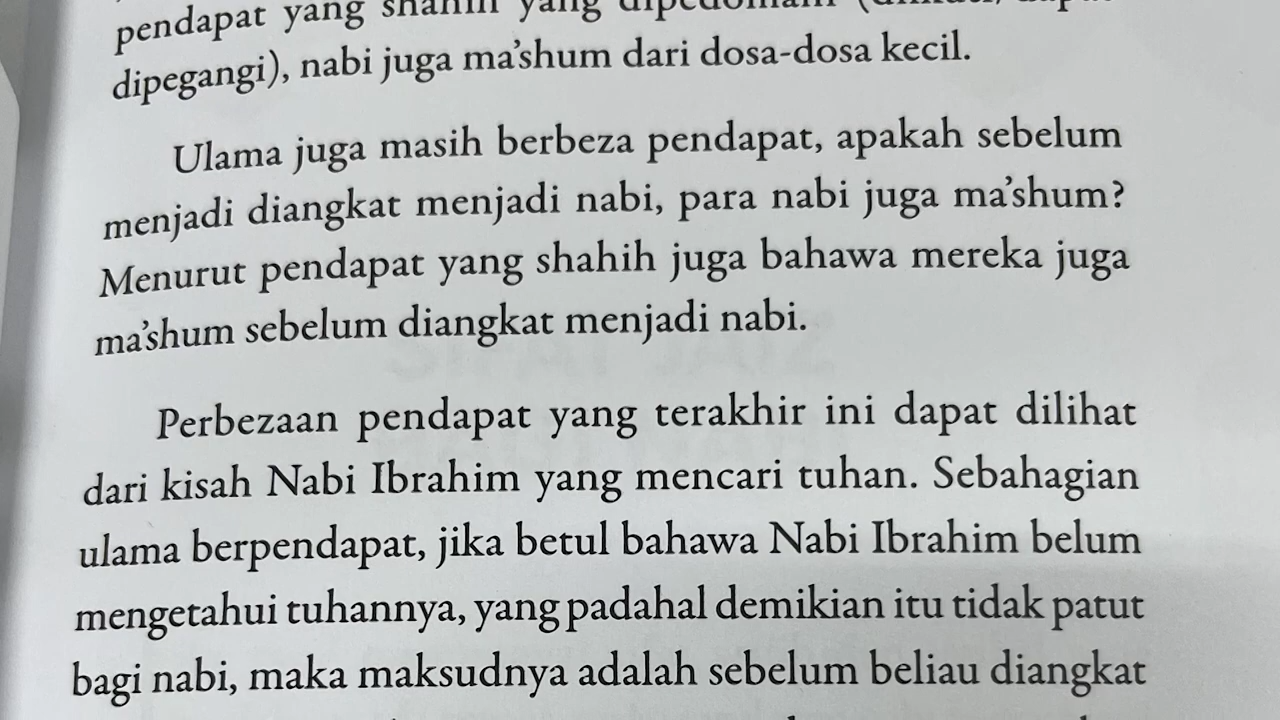 pendapat yang shahih yang dipedomani
dipegangi), nabi juga ma'shum dari dosa-dosa kecil.
Ulama juga masih berbeza pendapat, apakah sebelum
menjadi diangkat menjadi nabi, para nabi juga ma'shum?
Menurut pendapat yang shahih juga bahawa mereka juga
ma'shum sebelum diangkat menjadi nabi.
Perbezaan pendapat yang terakhir ini dapat dilihat
dari kisah Nabi Ibrahim yang mencari tuhan. Sebahagian
ulama berpendapat, jika betul bahawa Nabi Ibrahim belum
mengetahui tuhannya, yang padahal demikian itu tidak patut
bagi nabi, maka maksudnya adalah sebelum beliau diangkat